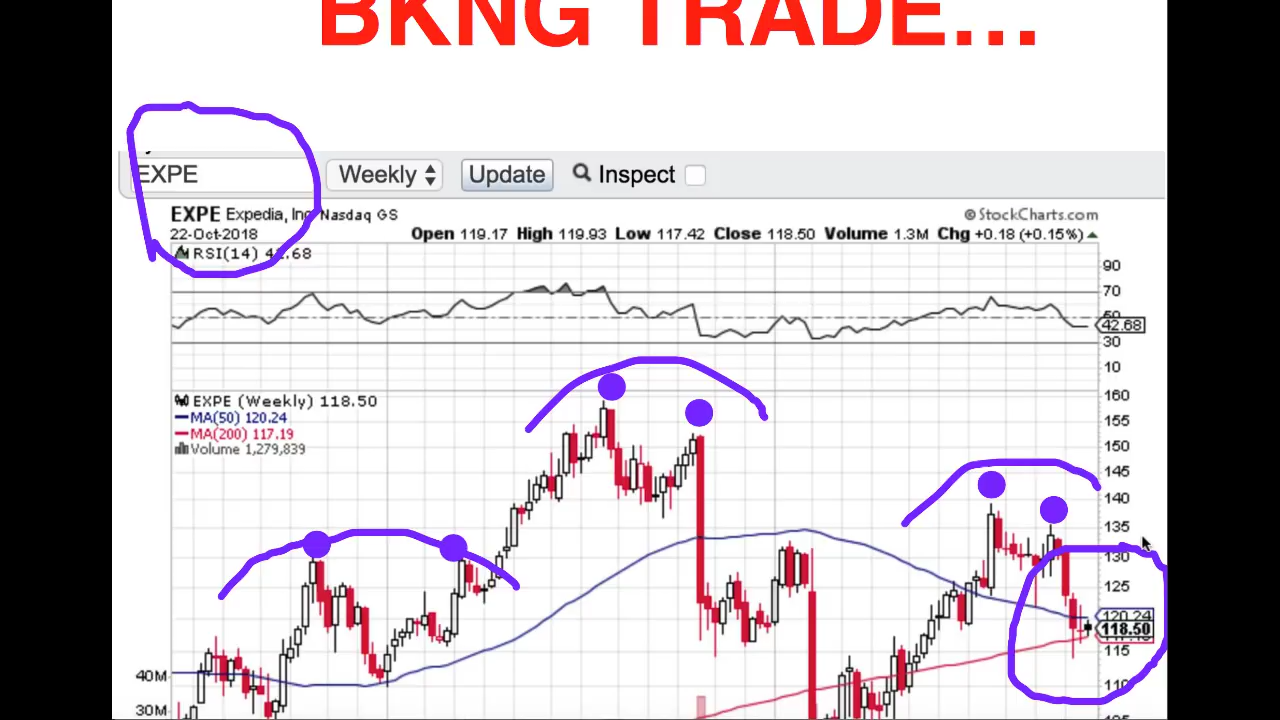 BKNG TRADE...
EXPE Weekly Update Inspect
EXPE Expedia, Inc. Nasdaq GS ©StockCharts.com
22-Oct-2018 Open 119.17 High 119.93 Low 117.42 Close 118.50 Volume 1.3M Chg +0.18 (+0.15%)
RSI(14) 42.68
90
70
50
42.68
30
10
EXPE (Weekly) 118.50
MA(50) 120.24
MA(200) 117.19
Volume 1,279,839
160
155
150
145
140
135
130
125
120.24
118.50
115
110
40M
30M